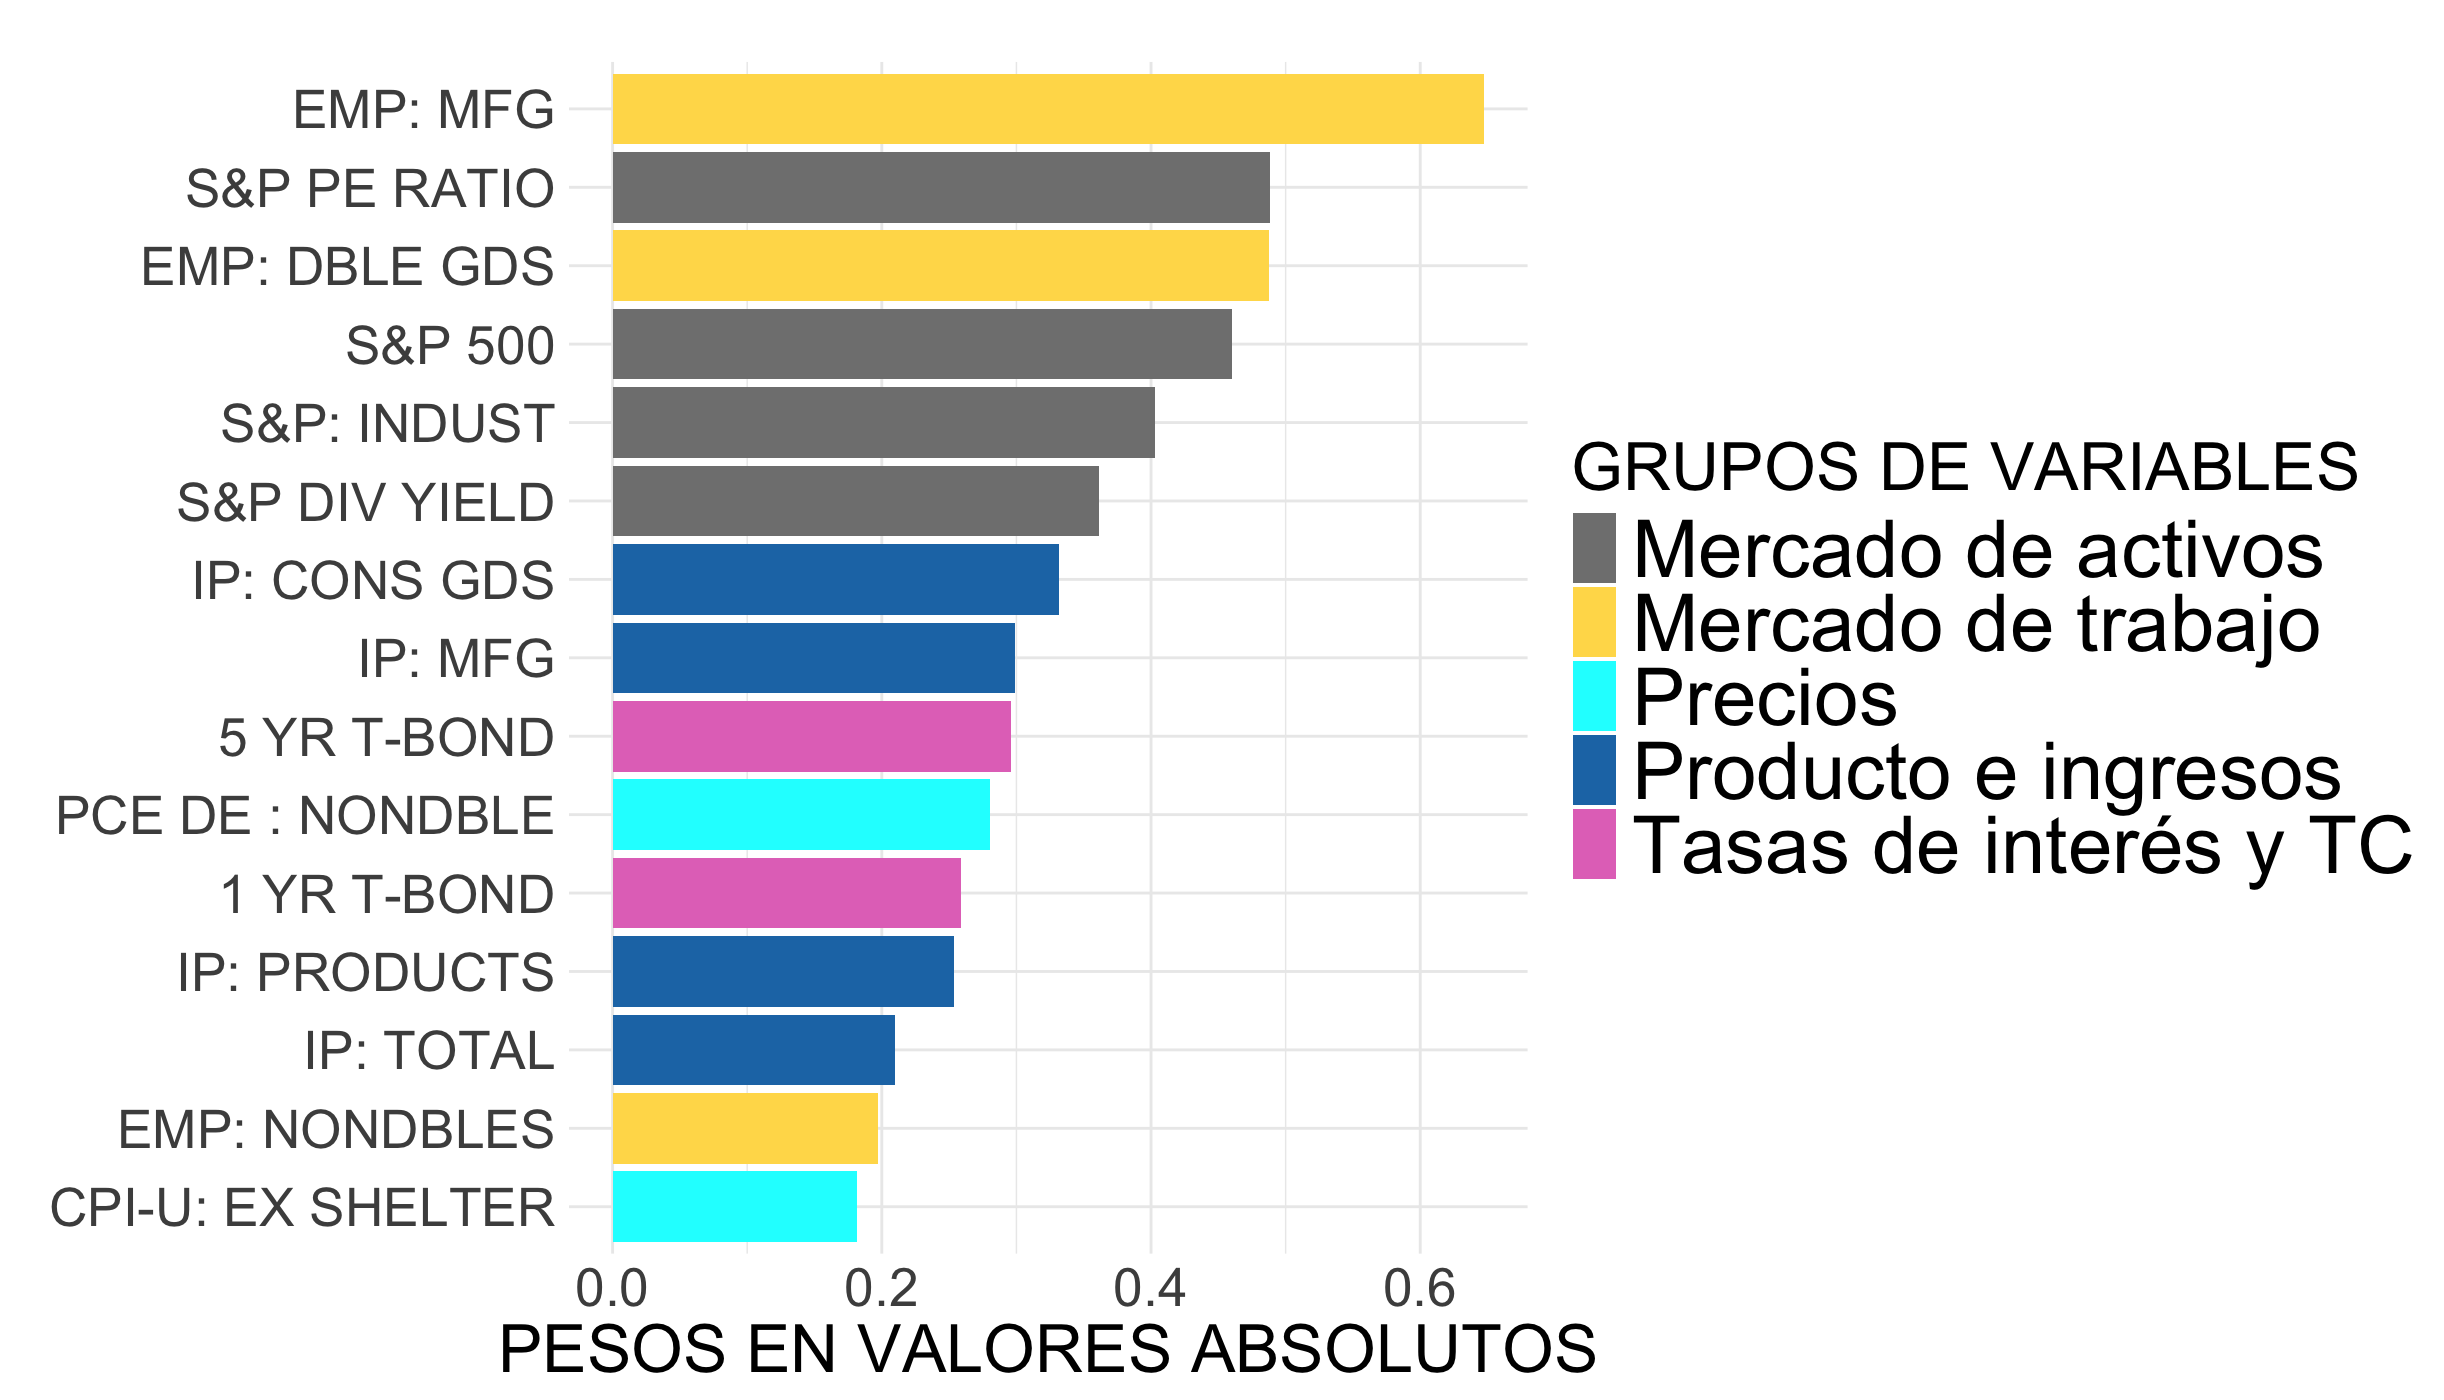 EMP: MFG
S&P PE RATIO
EMP: DBLE GDS
S&P 500
S&P: INDUST
S&P DIV YIELD
IP: CONS GDS
IP: MFG
5 YR T-BOND
PCE DE : NONDBLE
1 YR T-BOND
IP: PRODUCTS
IP: TOTAL
EMP: NONDBLES
CPI-U: EX SHELTER
0.0 0.2 0.4 0.6
PESOS EN VALORES ABSOLUTOS
GRUPOS DE VARIABLES
Mercado de activos
Mercado de trabajo
Precios
Producto e ingresos
Tasas de interés y TC